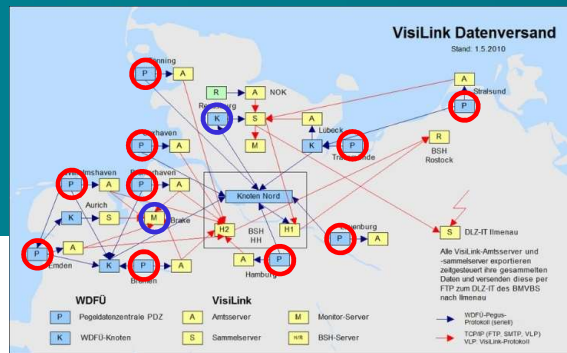 VisiLink Datenversand
Stand: 1.5.2010
P
A
R
A
NOK
A
Stralsund
P
K
S
A
P
A
M
Lübeck
K
P
R
BSH
Rostock
P
A
P
A
Knoten Nord
Aurich
K
S
M
Brake
H2
BSH
HH
H1
P
A
S
DLZ-IT Ilmenau
P
A
Emden
K
P
A
A
P
Hamburg
Alle VisiLink-Amtsserver und
-sammelserver exportieren
zeitgesteuert ihre gesammelten
Daten und versenden diese per
FTP zum DLZ-IT des BMVBS
nach Ilmenau
WDFÜ
VisiLink
P Pegeldatenzentrale PDZ
A Amtsserver
M Monitor-Server
K WDFÜ-Knoten
S Sammelserver
BSH-Server
WDFÜ-Pegus-
Protokoll (seriell)
TCP/IP (FTP, SMTP, VLP)
VLP: VisiLink-Protokoll